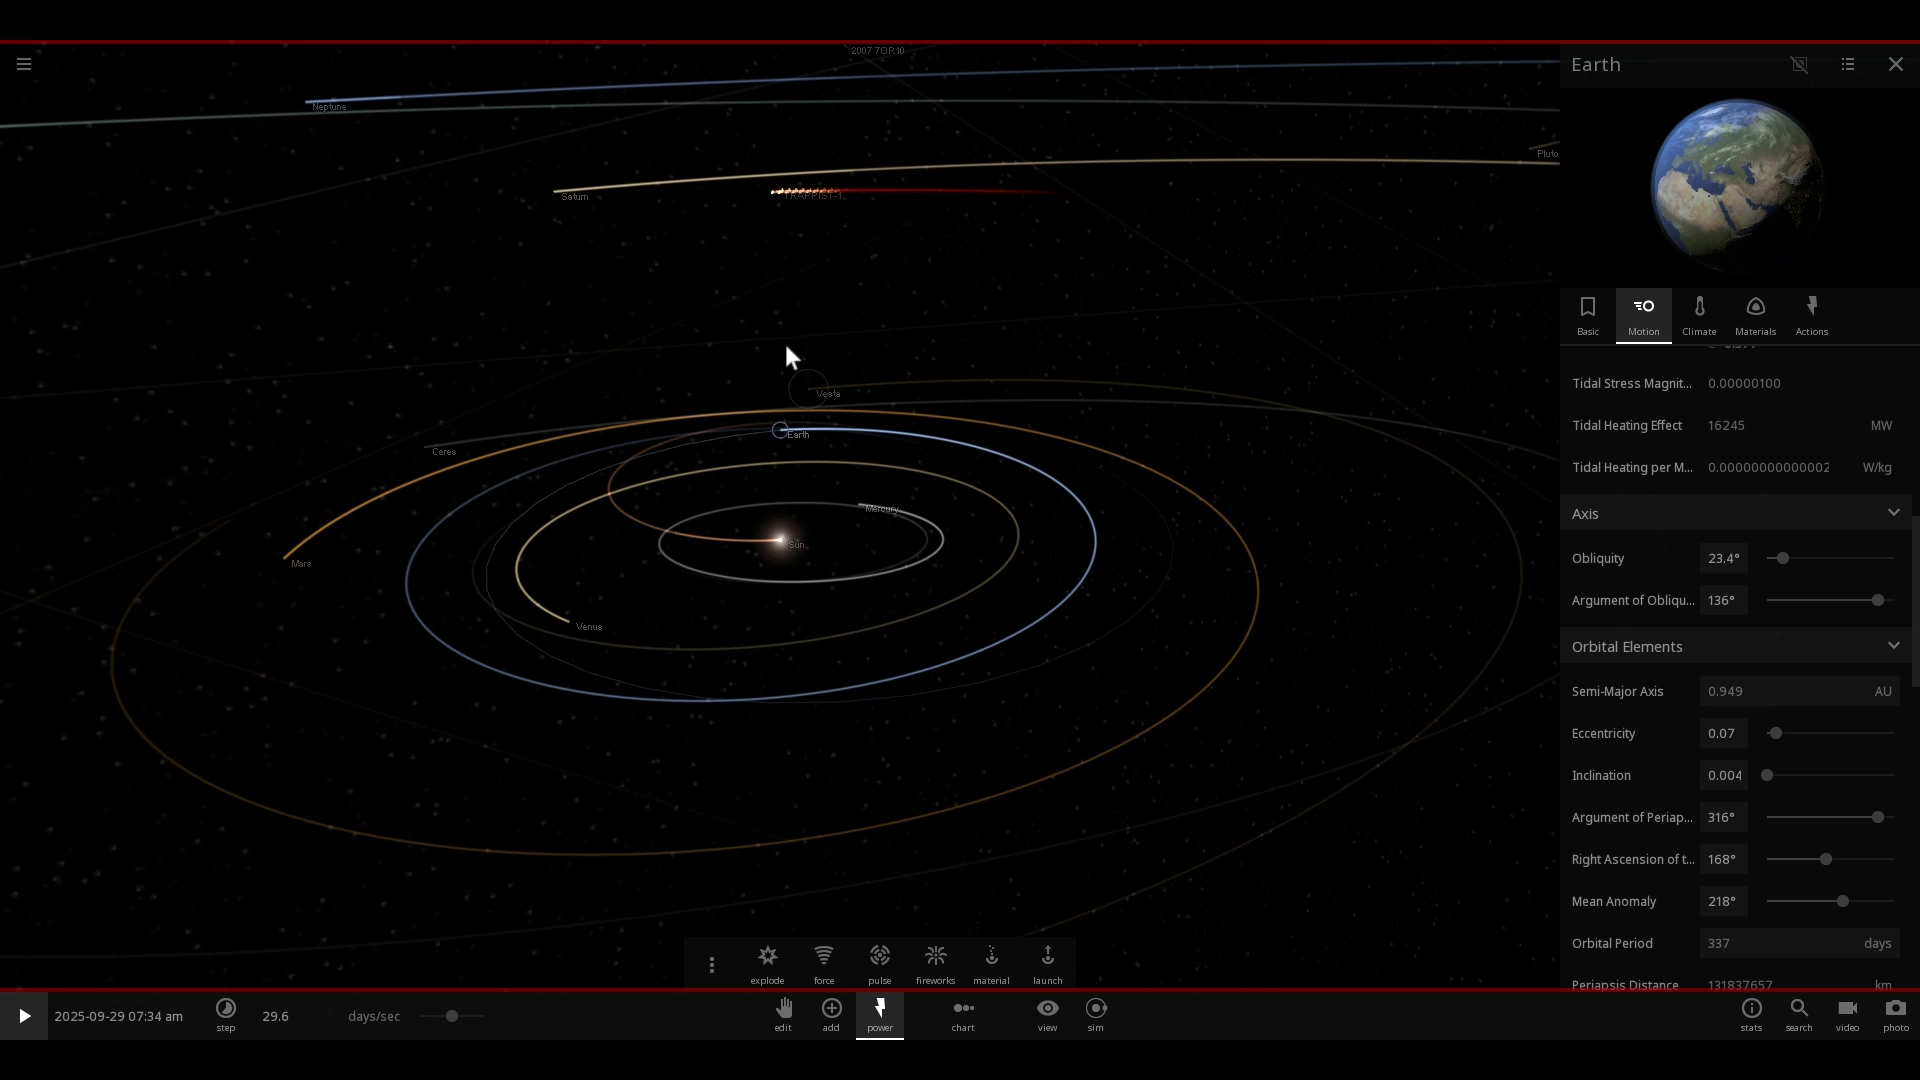 2007 7OR10
Earth
Neptune
Pluto
Saturn
TRAPPIST-1
Basic
Motion
Climate
Materials
Actions
Tidal Stress Magnit... 0.00000100
Vesta
Earth
Tidal Heating Effect 16245 MW
Ceres
Tidal Heating per M... 0.00000000000002 W/kg
Mercury
Axis
Sun
Mars
Obliquity 23.4°
Argument of Obliqu... 136°
Venus
Orbital Elements
Semi-Major Axis 0.949 AU
Eccentricity 0.07
Inclination 0.004
Argument of Periap... 316°
Right Ascension of t... 168°
Mean Anomaly 218°
Orbital Period 337 days
Periapsis Distance 131837657 km
explode
force
pulse
fireworks
material
launch
2025-09-29 07:34 am
step
29.6 days/sec
edit
add
power
chart
view
sim
stats
search
video
photo